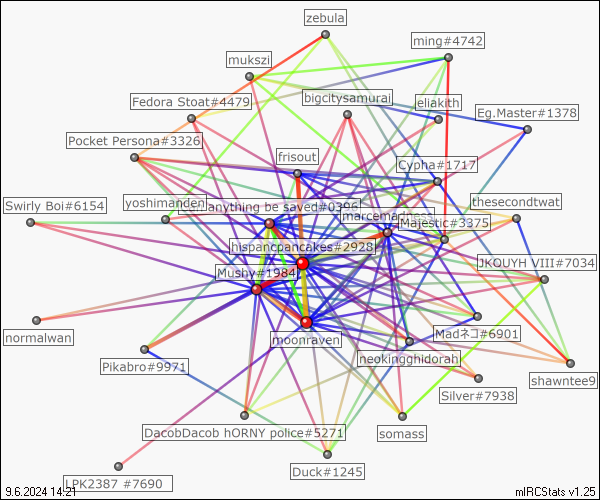 zebula
ming#4742
mukszi
Fedora Stoat#4479
bigcitysamurai
eliakith
Eg.Master#1378
Pocket Persona#3326
frisout
Cypha#1717
Swirly Boi#6154
yoshimanden
anything be saved#0396
marcemadness
thesecondtwat
Majestic#3375
hispancpancakes#2928
Mushy#1984
JKQUYH VIII#7034
normalwan
moonraven
Madネコ#6901
neokingghidorah
Pikabro#9971
shawntee9
Silver#7938
DacobDacob hORNY police#5271
somass
Duck#1245
LPK2387 #7690
9.6.2024 14:21
mIRCStats v1.25